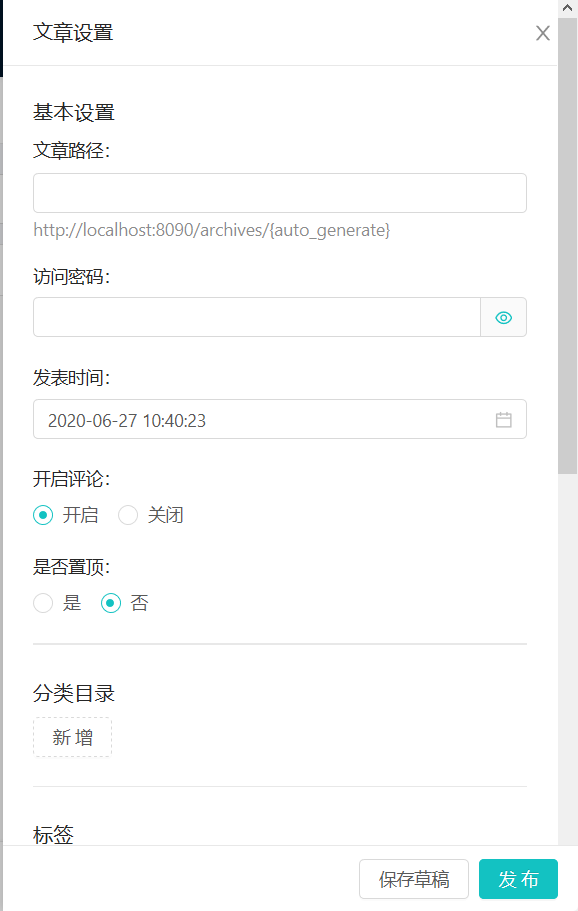 文章设置
基本设置
文章路径：
http://localhost:8090/archives/{auto_generate}
访问密码：
发表时间：
2020-06-27 10:40:23
开启评论：
开启 关闭
是否置顶：
是 否
分类目录
新 增
标签
保存草稿 发 布